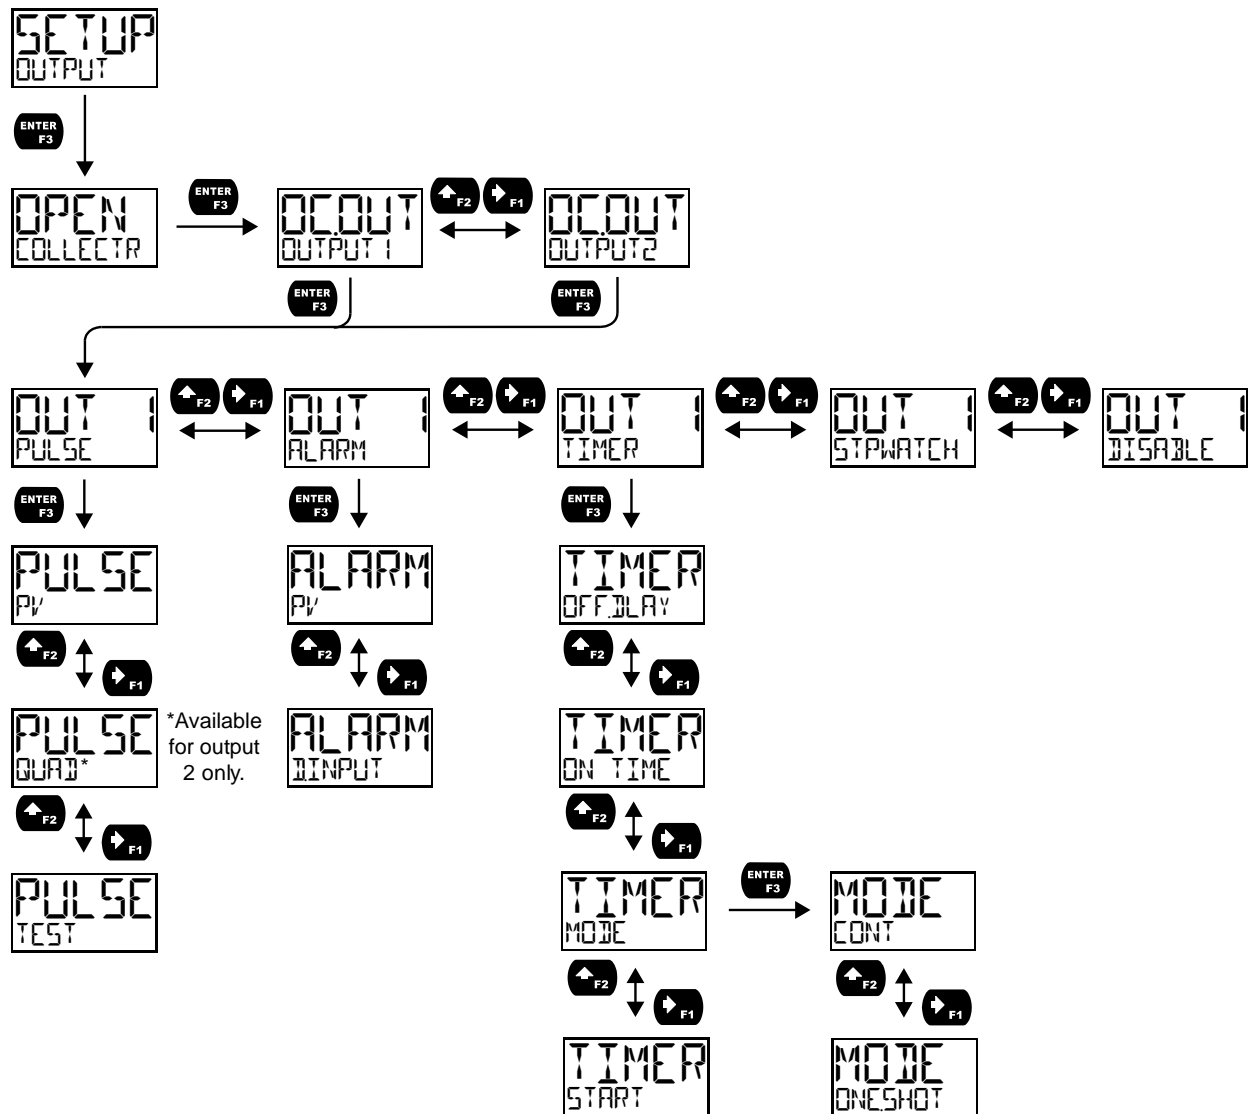 SETUP
OUTPUT
ENTER
F3
OPEN
COLLECTR
ENTER
F3
OC.OUT
OUTPUT 1
F2
F1
OC.OUT
OUTPUT2
ENTER
F3
ENTER
F3
OUT 1
PULSE
F2
F1
OUT 1
ALARM
F2
F1
OUT 1
TIMER
F2
F1
OUT 1
STPWATCH
F2
F1
OUT 1
DISABLE
ENTER
F3
ENTER
F3
ENTER
F3
PULSE
PV
ALARM
PV
TIMER
OFF.DLAY
F2
F1
F2
F1
F2
F1
PULSE
QUAD*
*Available
for output
2 only.
ALARM
D.INPUT
TIMER
ON TIME
F2
F1
F2
F1
PULSE
TEST
TIMER
MODE
ENTER
F3
MODE
CONT
F2
F1
F2
F1
TIMER
START
MODE
ONE.SHOT